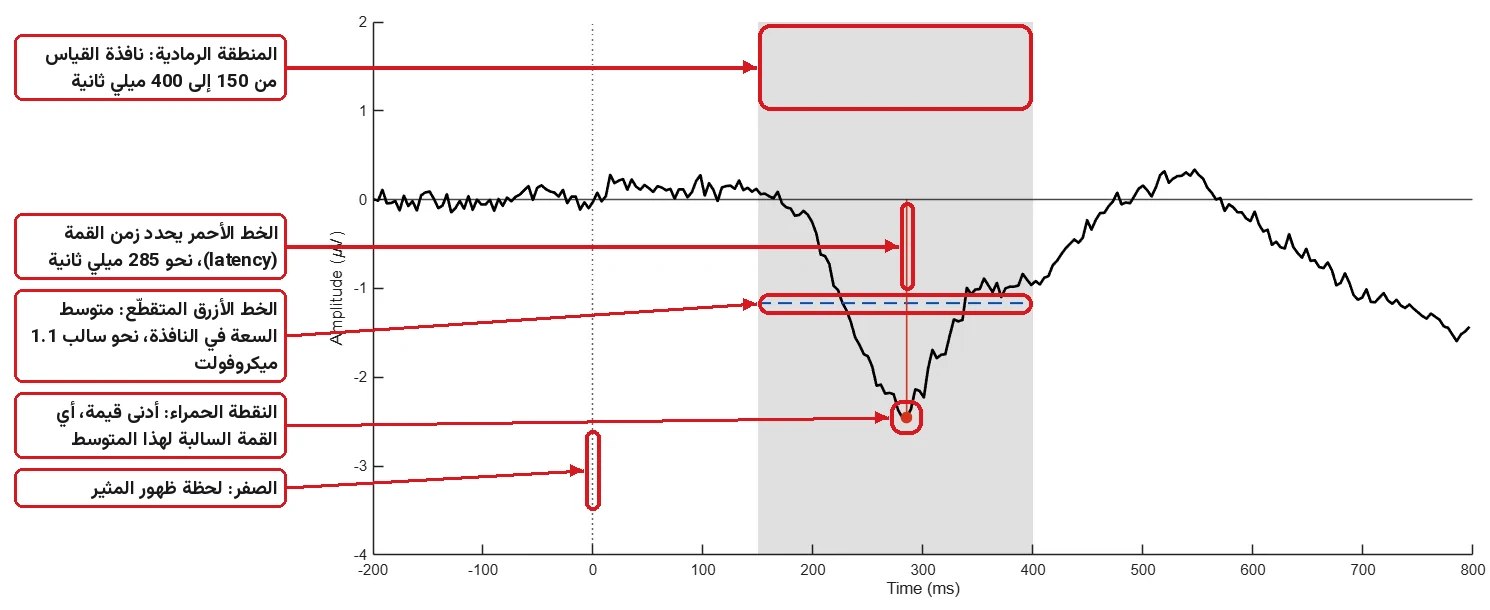 المنطقة الرمادية: نافذة القياس
من 150 إلى 400 ميلي ثانية
الخط الأحمر يحدد زمن القمة
(latency)، نحو 285 ميلي ثانية
الخط الأزرق المتقطّع: متوسط
السعة في النافذة، نحو سالب 1.1
ميكروفولت
النقطة الحمراء: أدنى قيمة، أي
القمة السالبة لهذا المتوسط
الصفر: لحظة ظهور المثير
Amplitude (µV)
2
1
0
-1
-2
-3
-4
-200 -100 0 100 200 300 400 500 600 700 800
Time (ms)